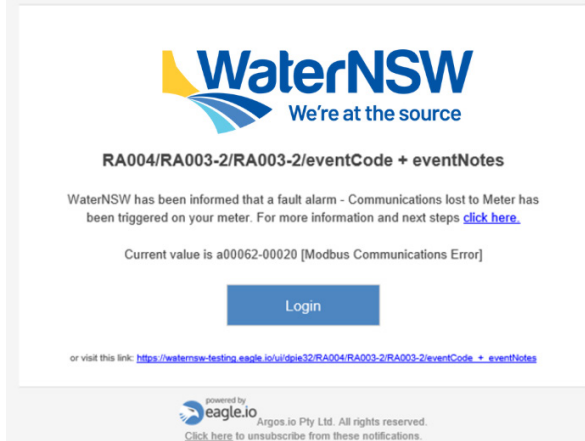 WaterNSW
We're at the source
RA004/RA003-2/RA003-2/eventCode + eventNotes
WaterNSW has been informed that a fault alarm - Communications lost to Meter has
been triggered on your meter. For more information and next steps click here.
Current value is a00062-00020 [Modbus Communications Error]
Login
or visit this link: https://waternsw-testing.eagle.io/ui/dpie32/RA004/RA003-2/RA003-2/eventCode_+_eventNotes
powered by
eagle.io
Argos.io Pty Ltd. All rights reserved.
Click here to unsubscribe from these notifications.